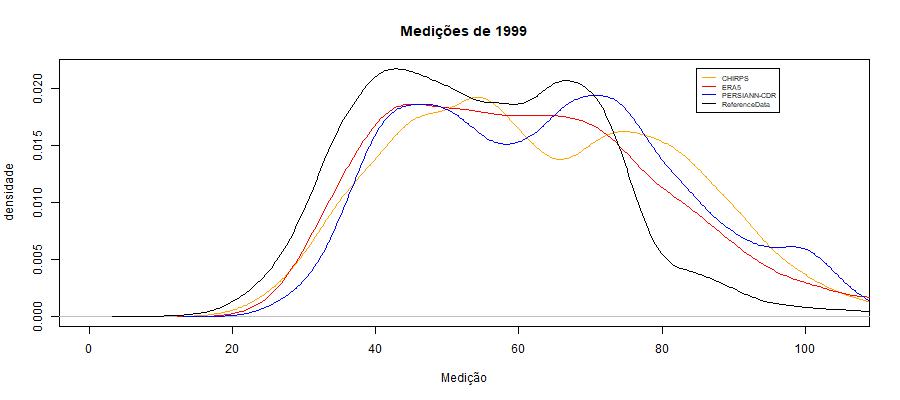 Medições de 1999
densidade
0.020
0.015
0.010
0.005
0.000
CHIRPS
ERA5
PERSIANN-CDR
ReferenceData
0 20 40 60 80 100
Medição